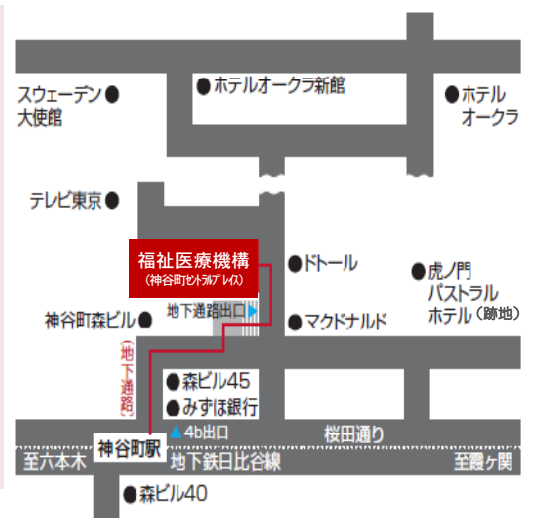 スウェーデン
大使館
ホテルオークラ新館
ホテル
オークラ
テレビ東京
福祉医療機構
(神谷町セントラルプレイス)
ドトール
虎ノ門
パストラル
ホテル(跡地)
地下通路出口
神谷町森ビル
マクドナルド
(地下通路)
森ビル45
みずほ銀行
4b出口
桜田通り
神谷町駅
至六本木
地下鉄日比谷線
至霞ヶ関
森ビル40